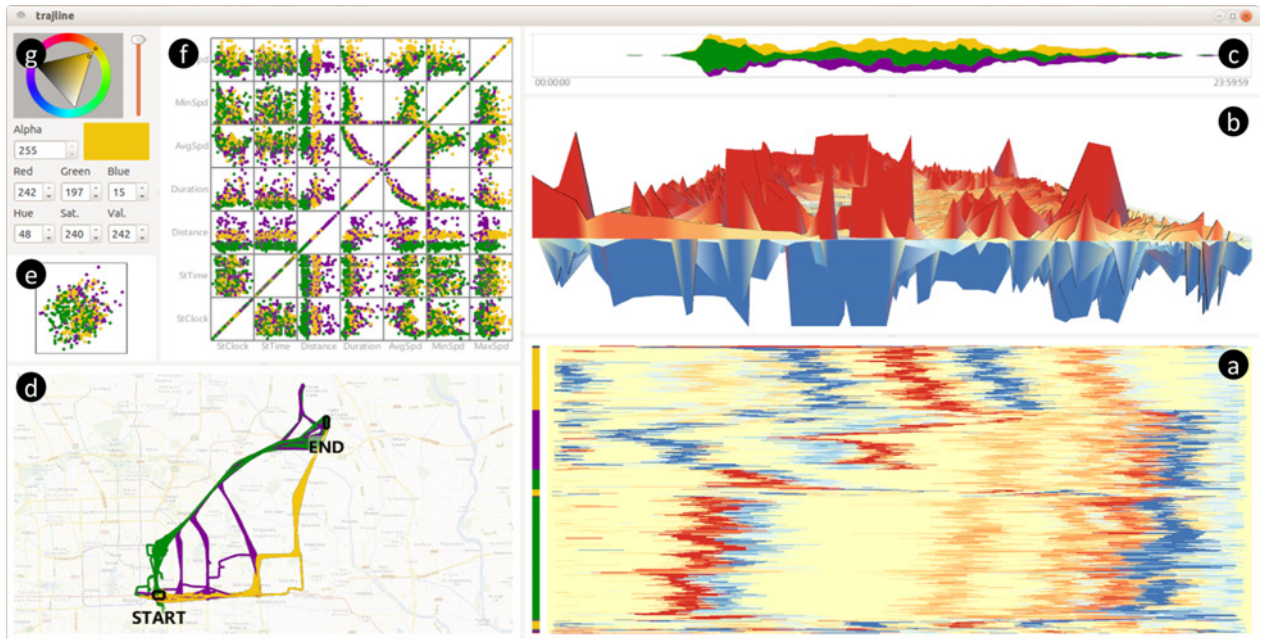 trajline
g
f
c
00:00:00
23:59:59
b
MinSpd
AvgSpd
Duration
Distance
StTime
StClock
StClock StTime Distance Duration AvgSpd MinSpd MaxSpd
Alpha
255
Red Green Blue
242 197 15
Hue Sat. Val.
48 240 242
e
d
END
START
a